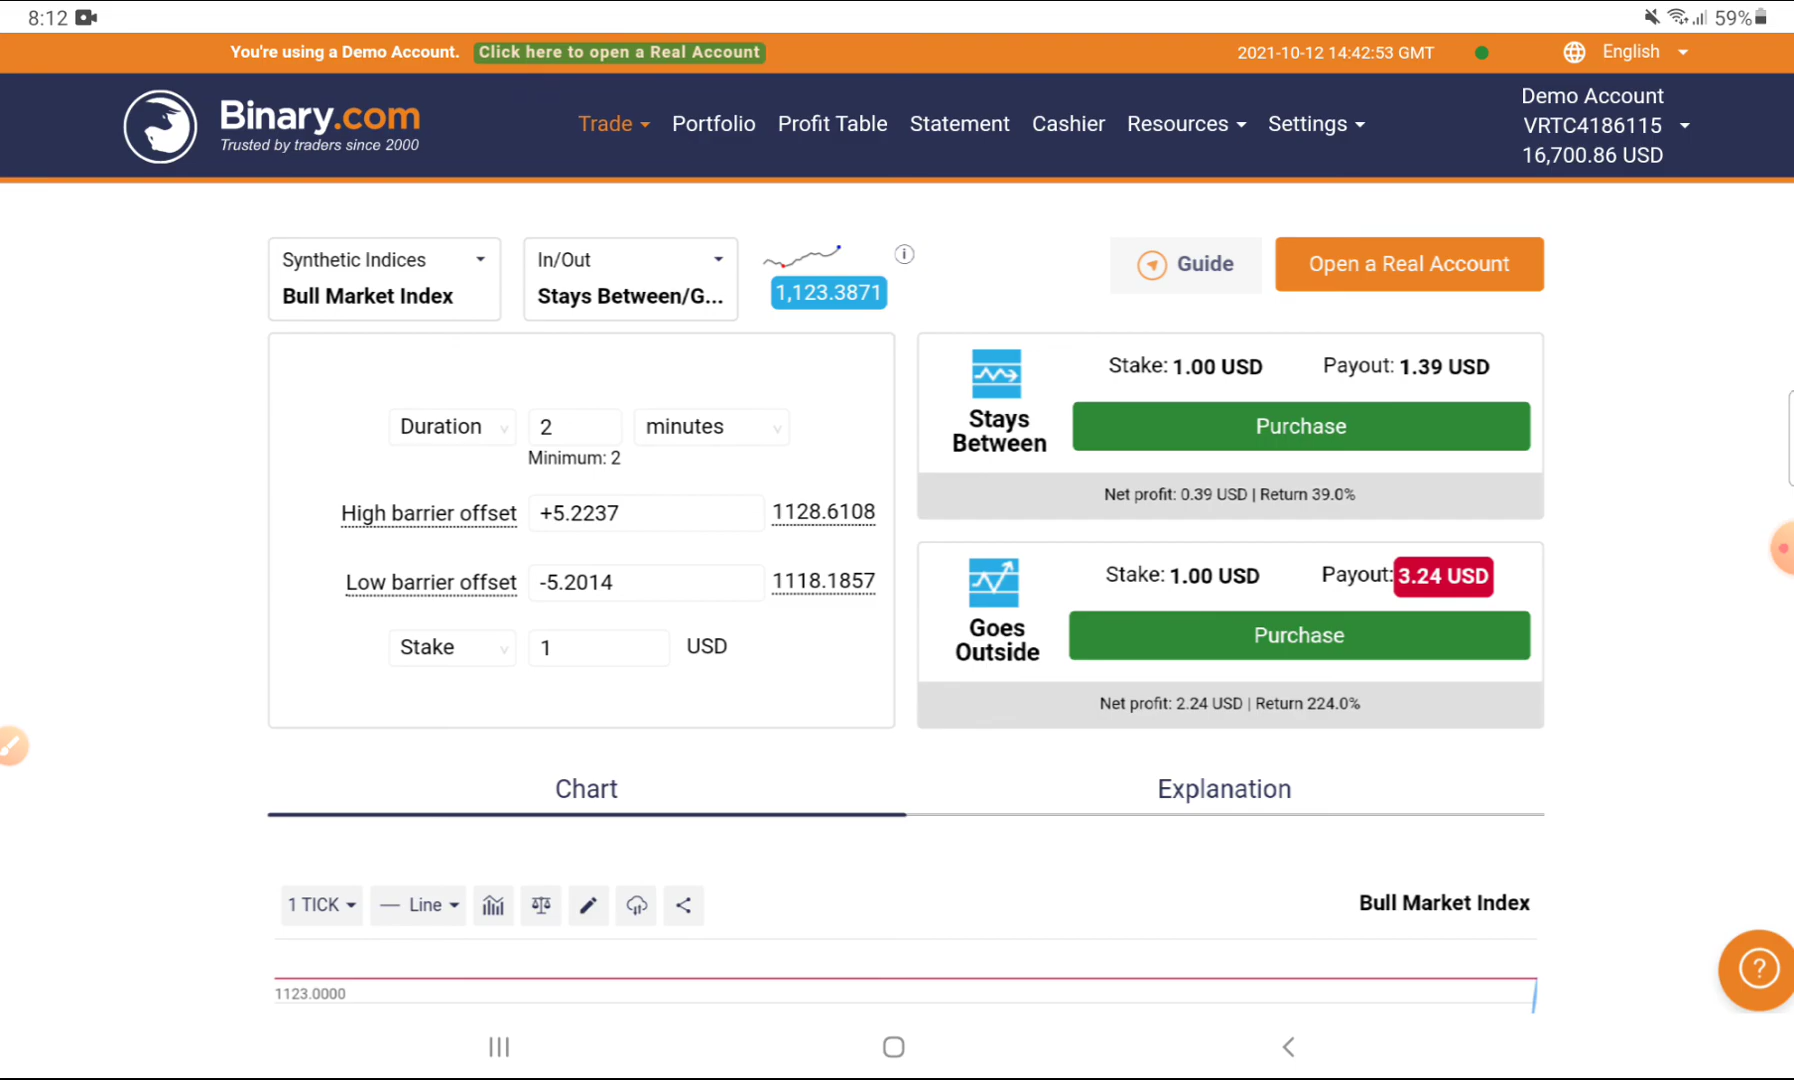 8:12
59%
You're using a Demo Account. Click here to open a Real Account
2021-10-12 14:42:53 GMT
English
Binary.com
Trusted by traders since 2000
Trade Portfolio Profit Table Statement Cashier Resources Settings
Demo Account
VRTC4186115
16,700.86 USD
Synthetic Indices
Bull Market Index
In/Out
Stays Between/G...
1,123.3871
Guide
Open a Real Account
Duration 2 minutes
Minimum: 2
High barrier offset +5.2237 1128.6108
Low barrier offset -5.2014 1118.1857
Stake 1 USD
Stays
Between
Stake: 1.00 USD Payout: 1.39 USD
Purchase
Net profit: 0.39 USD | Return 39.0%
Goes
Outside
Stake: 1.00 USD Payout: 3.24 USD
Purchase
Net profit: 2.24 USD | Return 224.0%
Chart Explanation
1 TICK Line
Bull Market Index
1123.0000